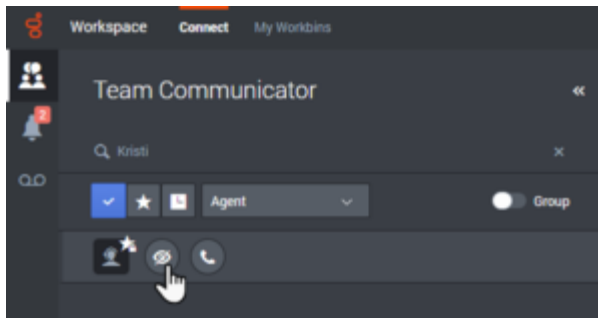 Workspace Connect My Workbins
Team Communicator
2
Kristi
Agent Group